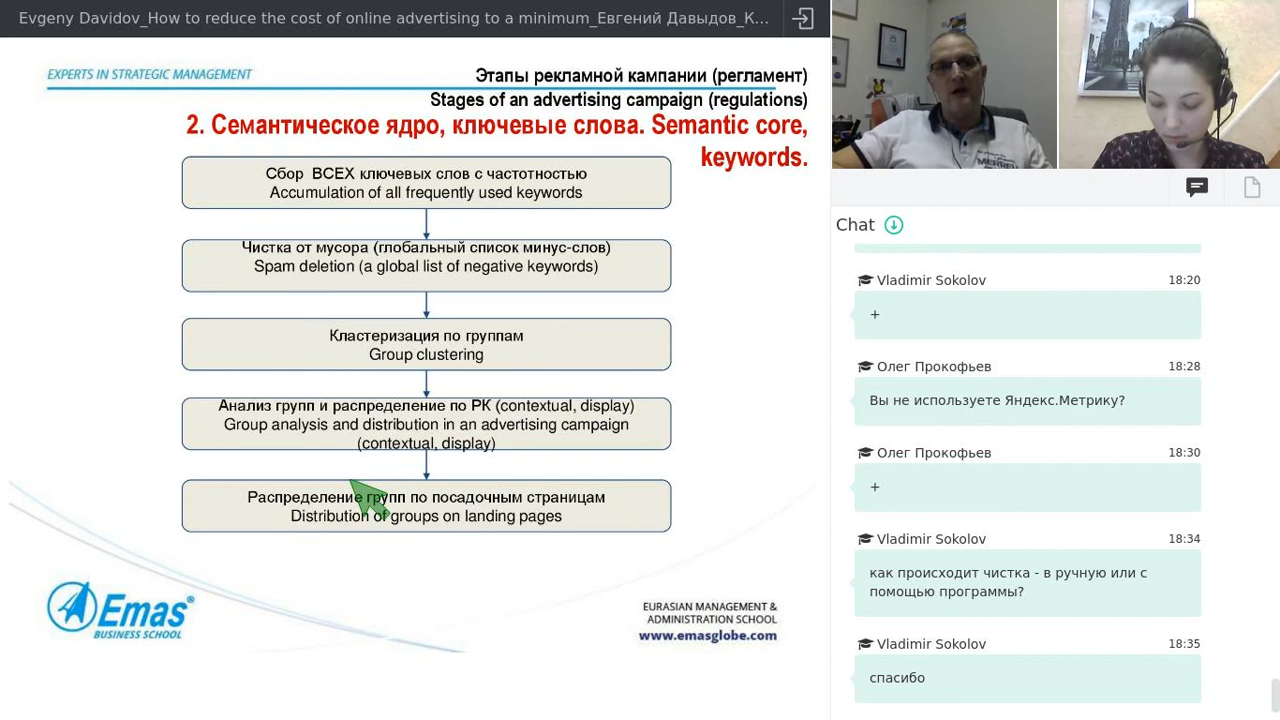 Evgeny Davidov_How to reduce the cost of online advertising to a minimum_Евгений Давыдов_К...
EXPERTS IN STRATEGIC MANAGEMENT
Этапы рекламной кампании (регламент)
Stages of an advertising campaign (regulations)
2. Семантическое ядро, ключевые слова. Semantic core,
keywords.
Сбор ВСЕХ ключевых слов с частотностью
Accumulation of all frequently used keywords
Чистка от мусора (глобальный список минус-слов)
Spam deletion (a global list of negative keywords)
Кластеризация по группам
Group clustering
Анализ групп и распределение по РК (contextual, display)
Group analysis and distribution in an advertising campaign
(contextual, display)
Распределение групп по посадочным страницам
Distribution of groups on landing pages
Emas
BUSINESS SCHOOL
EURASIAN MANAGEMENT &
ADMINISTRATION SCHOOL
www.emasglobe.com
Chat
Vladimir Sokolov 18:20
+
Олег Прокофьев 18:28
Вы не используете Яндекс.Метрику?
Олег Прокофьев 18:30
+
Vladimir Sokolov 18:34
как происходит чистка - в ручную или с
помощью программы?
Vladimir Sokolov 18:35
спасибо